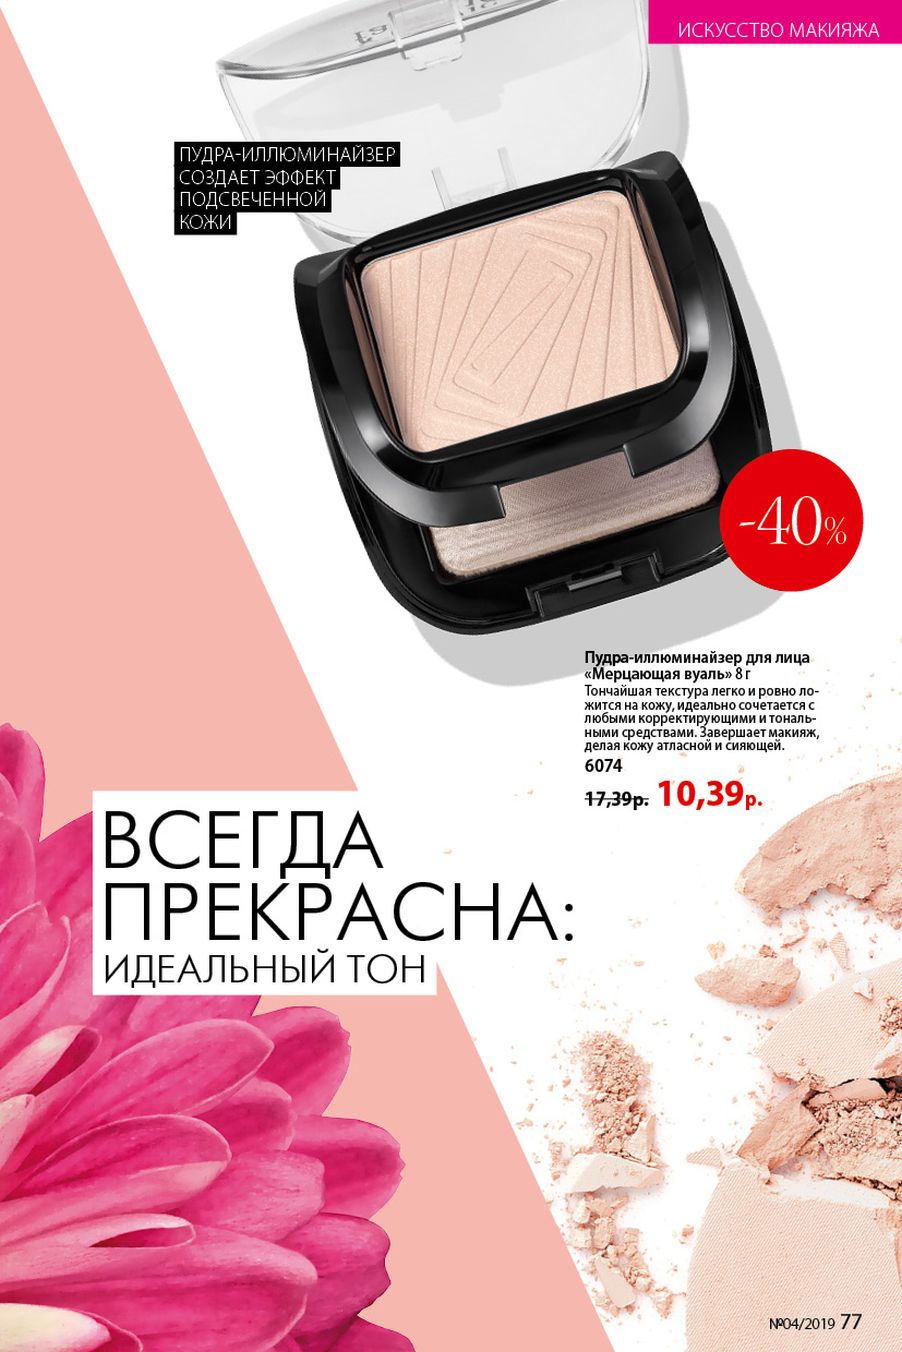 ИСКУССТВО МАКИЯЖА
ПУДРА-ИЛЛЮМИНАЙЗЕР
СОЗДАЕТ ЭФФЕКТ
ПОДСВЕЧЕННОЙ
КОЖИ
-40%
Пудра-иллюминайзер для лица
«Мерцающая вуаль» 8 г
Тончайшая текстура легко и ровно ло-
жится на кожу, идеально сочетается с
любыми корректирующими и тональ-
ными средствами. Завершает макияж,
делая кожу атласной и сияющей.
6074
17,39р. 10,39р.
ВСЕГДА
ПРЕКРАСНА:
ИДЕАЛЬНЫЙ ТОН
№04/2019 77